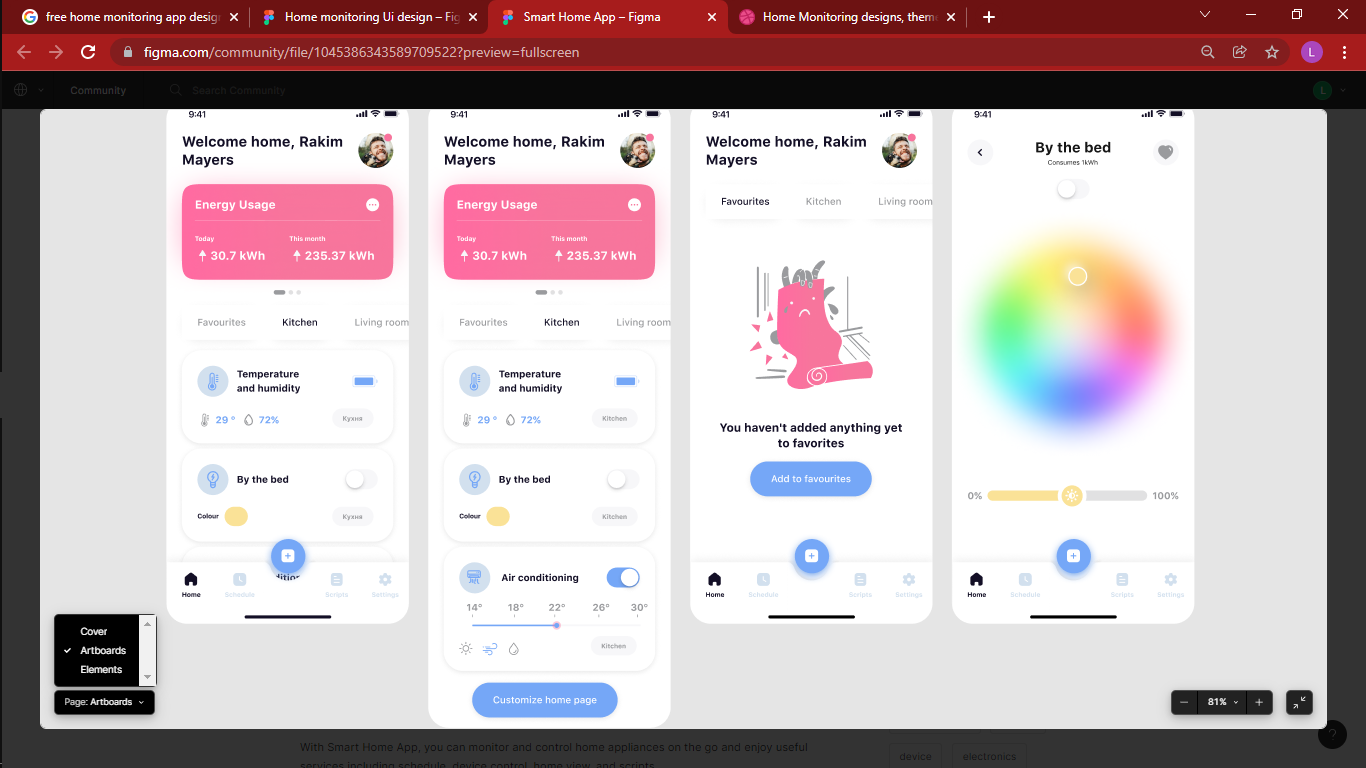 free home monitoring app desig
Home monitoring Ui design – Fig
Smart Home App – Figma
Home Monitoring designs, them
figma.com/community/file/1045386343589709522?preview=fullscreen
L
Community
Search Community
L
9:41
Welcome home, Rakim
Mayers
Energy Usage
Today
This month
30.7 kWh
235.37 kWh
Favourites
Kitchen
Living room
Temperature
and humidity
29 °
72%
Кухня
By the bed
Colour
Кухня
Home
Schedule
Scripts
Settings
9:41
Welcome home, Rakim
Mayers
Energy Usage
Today
This month
30.7 kWh
235.37 kWh
Favourites
Kitchen
Living room
Temperature
and humidity
29 °
72%
Kitchen
By the bed
Colour
Kitchen
Air conditioning
14°
18°
22°
26°
30°
Kitchen
Customize home page
9:41
Welcome home, Rakim
Mayers
Favourites
Kitchen
Living room
You haven't added anything yet
to favorites
Add to favourites
Home
Schedule
Scripts
Settings
9:41
By the bed
Consumes 1kWh
0%
100%
Home
Schedule
Scripts
Settings
Cover
Artboards
Elements
Page: Artboards
81%
?
With Smart Home App, you can monitor and control home appliances on the go and enjoy useful
services including schedule, device control, home view, and scripts
device
electronics